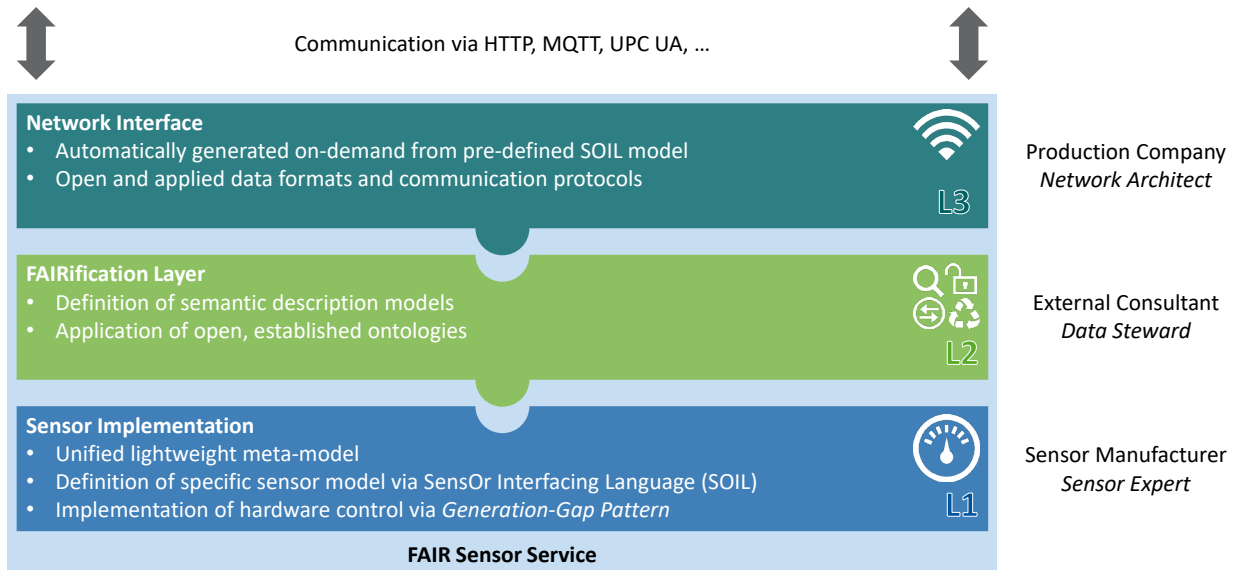 Communication via HTTP, MQTT, UPC UA, ...
Network Interface
• Automatically generated on-demand from pre-defined SOIL model
• Open and applied data formats and communication protocols
L3
Production Company
Network Architect
FAIRification Layer
• Definition of semantic description models
• Application of open, established ontologies
L2
External Consultant
Data Steward
Sensor Implementation
• Unified lightweight meta-model
• Definition of specific sensor model via SensOr Interfacing Language (SOIL)
• Implementation of hardware control via Generation-Gap Pattern
L1
Sensor Manufacturer
Sensor Expert
FAIR Sensor Service